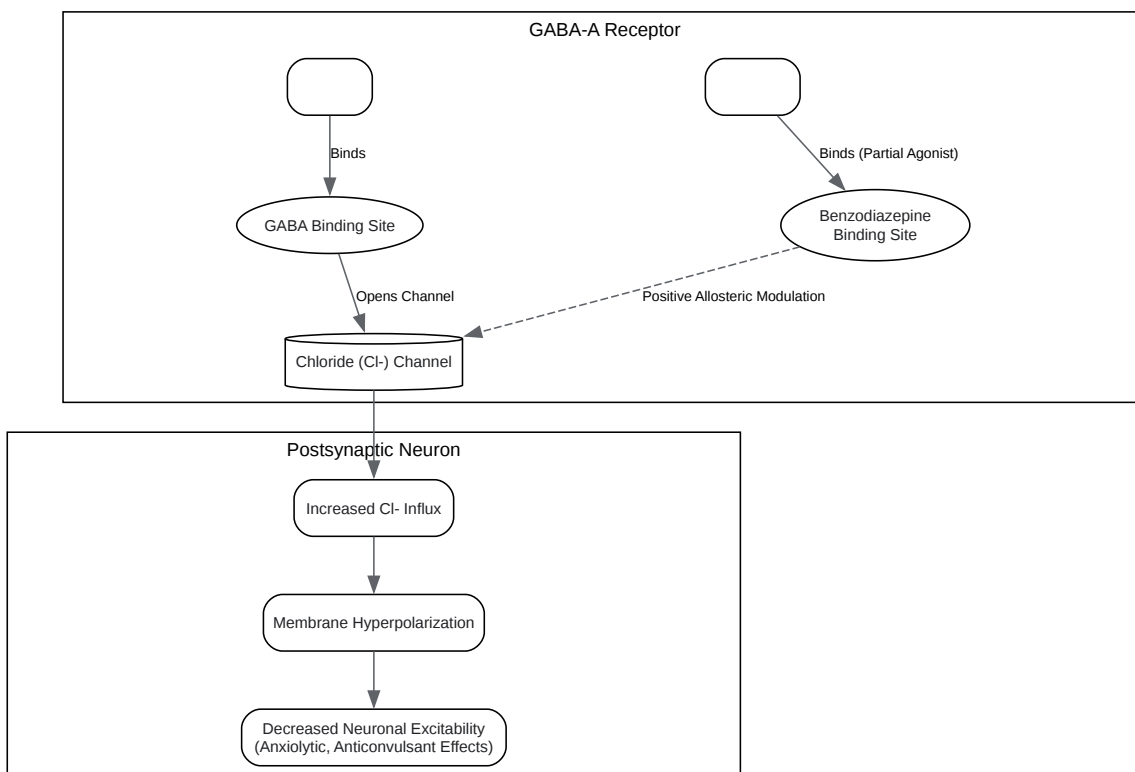 GABA-A Receptor
Binds
Binds (Partial Agonist)
GABA Binding Site
Benzodiazepine
Binding Site
Opens Channel
Positive Allosteric Modulation
Chloride (Cl-) Channel
Postsynaptic Neuron
Increased Cl- Influx
Membrane Hyperpolarization
Decreased Neuronal Excitability
(Anxiolytic, Anticonvulsant Effects)